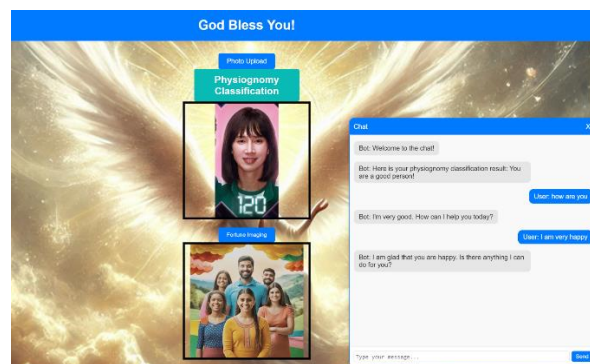 God Bless You!
Photo Upload
Physiognomy
Classification
120
Fortune Imaging
Chat
X
Bot: Welcome to the chat!
Bot: Here is your physiognomy classification result: You
are a good person!
User: how are you
Bot: I'm very good. How can I help you today?
User: I am very happy
Bot: I am glad that you are happy. Is there anything I can
do for you?
Type your message...
Send